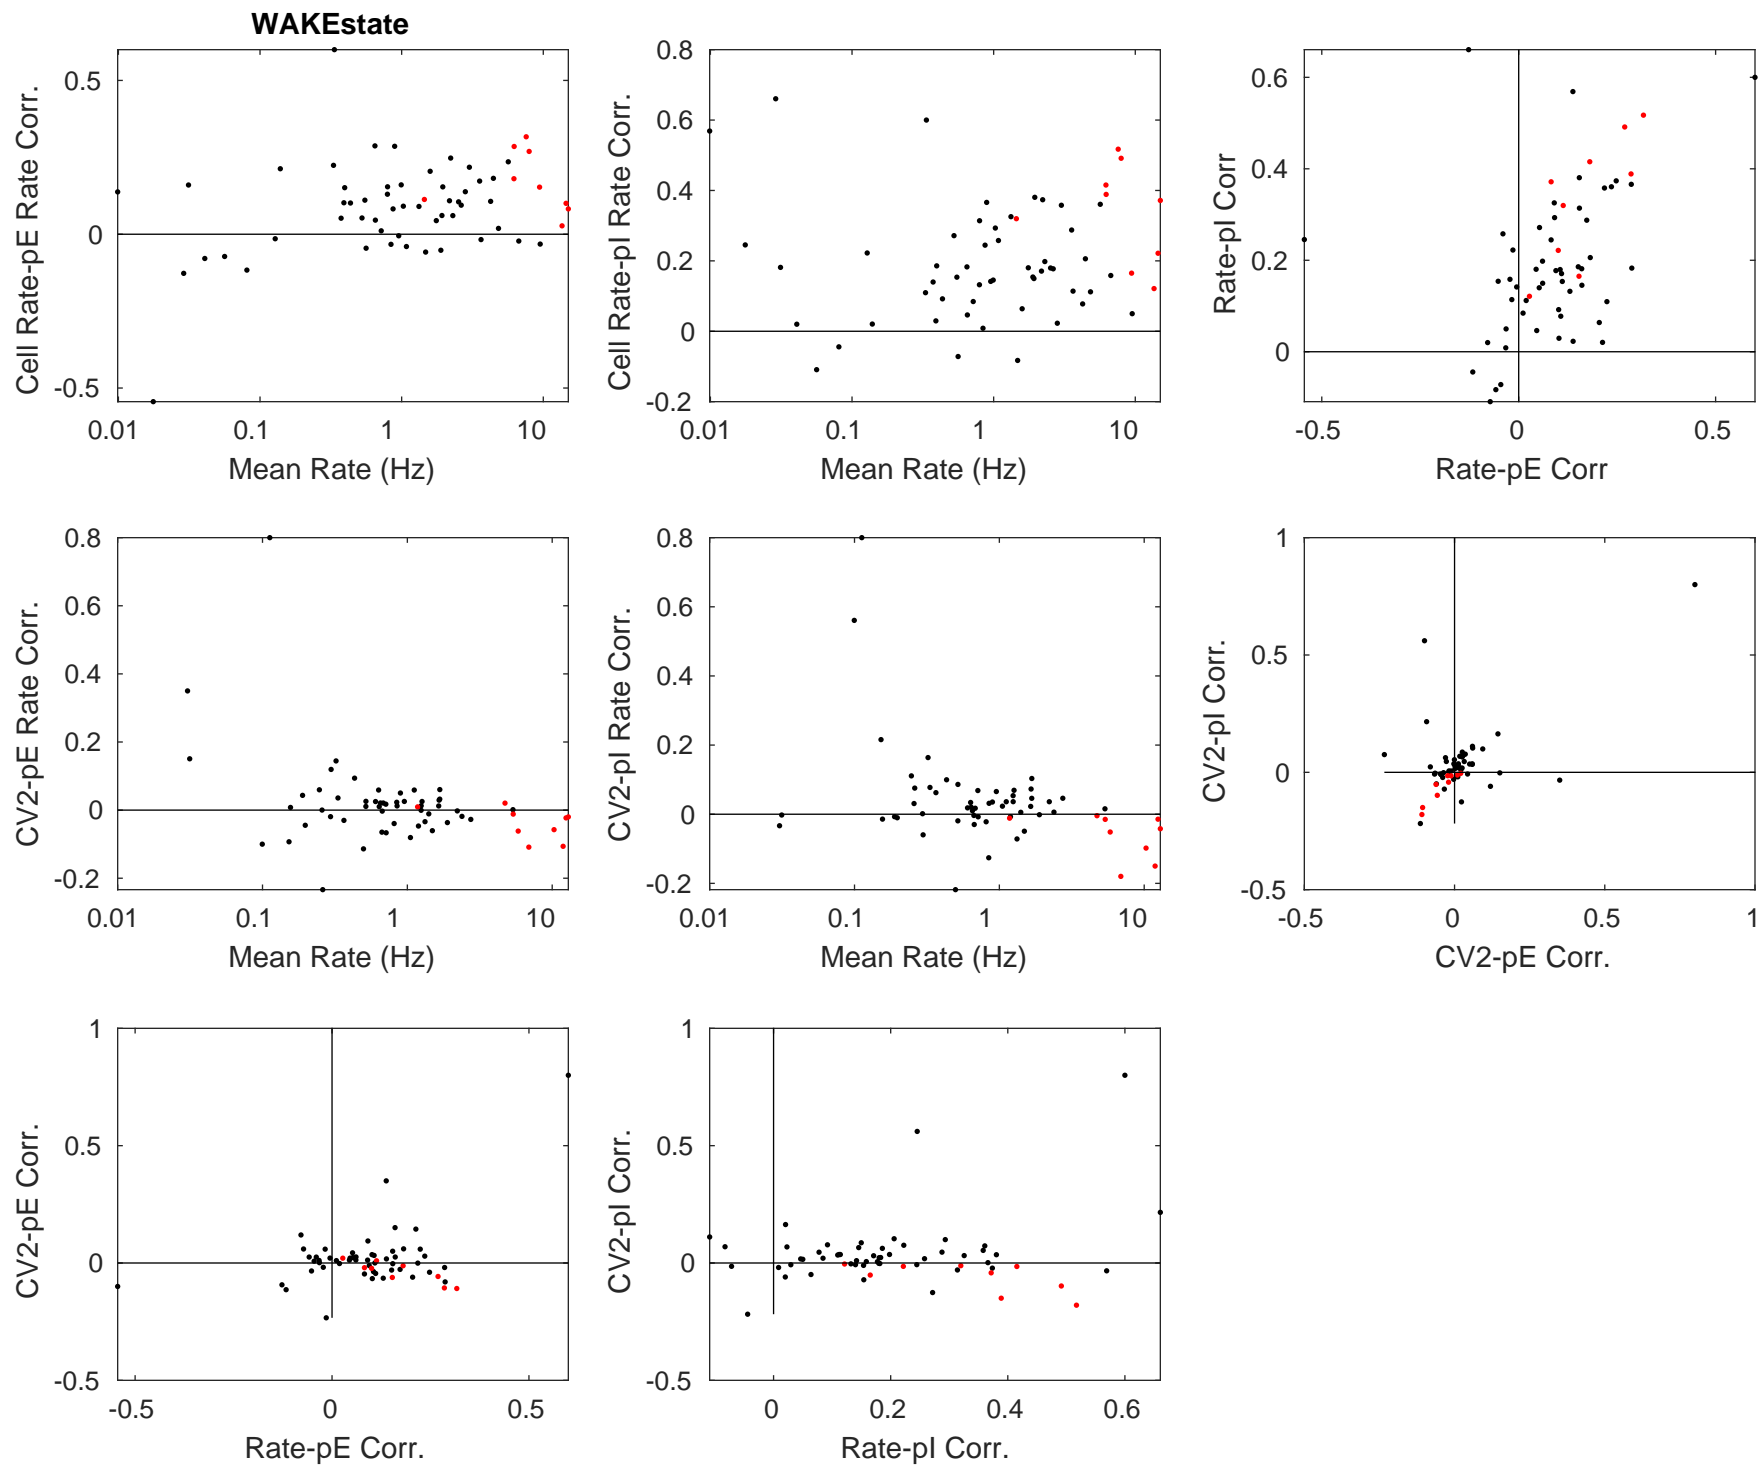 WAKEstate
Cell Rate-pE Rate Corr.
0.5
0
-0.5
0.01 0.1 1 10
Mean Rate (Hz)
Cell Rate-pI Rate Corr.
0.8
0.6
0.4
0.2
0
-0.2
0.01 0.1 1 10
Mean Rate (Hz)
Rate-pI Corr
0.6
0.4
0.2
0
-0.5 0 0.5
Rate-pE Corr
CV2-pE Rate Corr.
0.8
0.6
0.4
0.2
0
-0.2
0.01 0.1 1 10
Mean Rate (Hz)
CV2-pI Rate Corr.
0.8
0.6
0.4
0.2
0
-0.2
0.01 0.1 1 10
Mean Rate (Hz)
CV2-pI Corr.
1
0.5
0
-0.5
-0.5 0 0.5 1
CV2-pE Corr.
CV2-pE Corr.
1
0.5
0
-0.5
-0.5 0 0.5
Rate-pE Corr.
CV2-pI Corr.
1
0.5
0
-0.5
0 0.2 0.4 0.6
Rate-pI Corr.